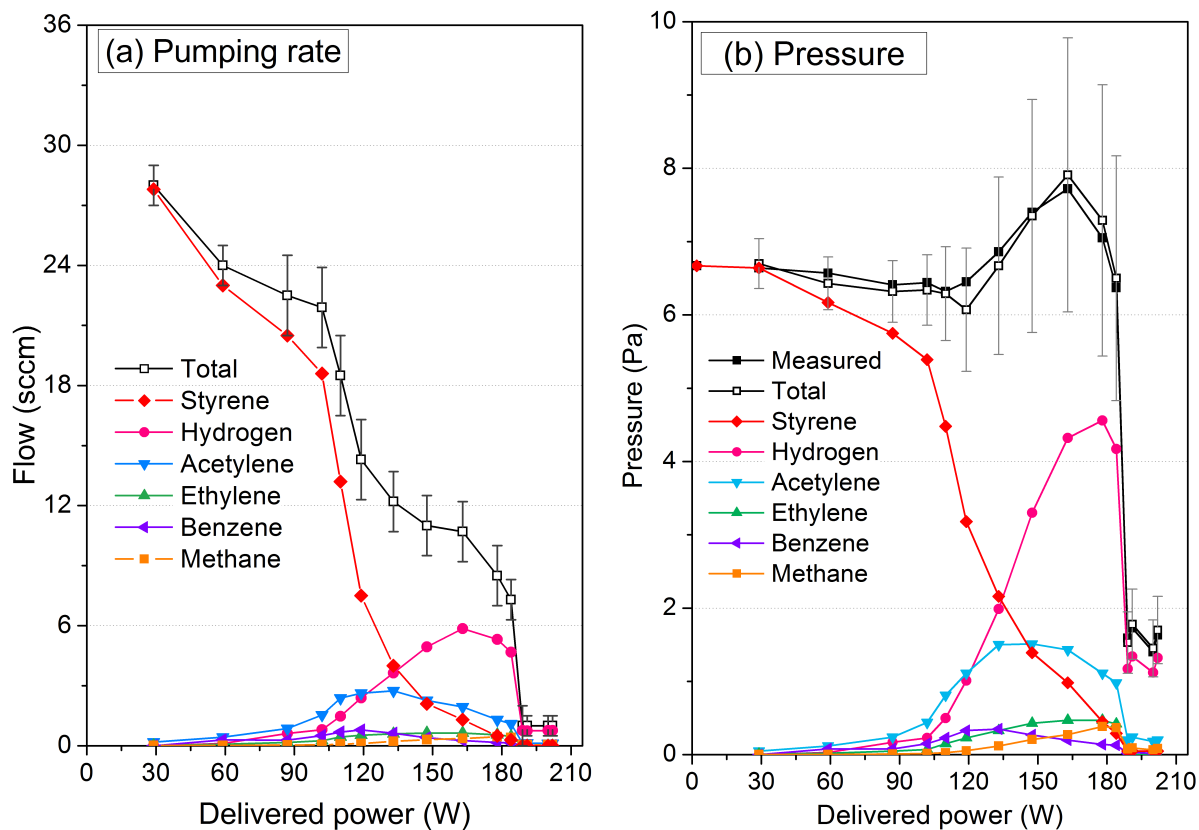 (a) Pumping rate
36
30
24
18
12
6
0
Flow (sccm)
Total
Styrene
Hydrogen
Acetylene
Ethylene
Benzene
Methane
0 30 60 90 120 150 180 210
Delivered power (W)
(b) Pressure
10
8
6
4
2
0
Pressure (Pa)
Measured
Total
Styrene
Hydrogen
Acetylene
Ethylene
Benzene
Methane
0 30 60 90 120 150 180 210
Delivered power (W)